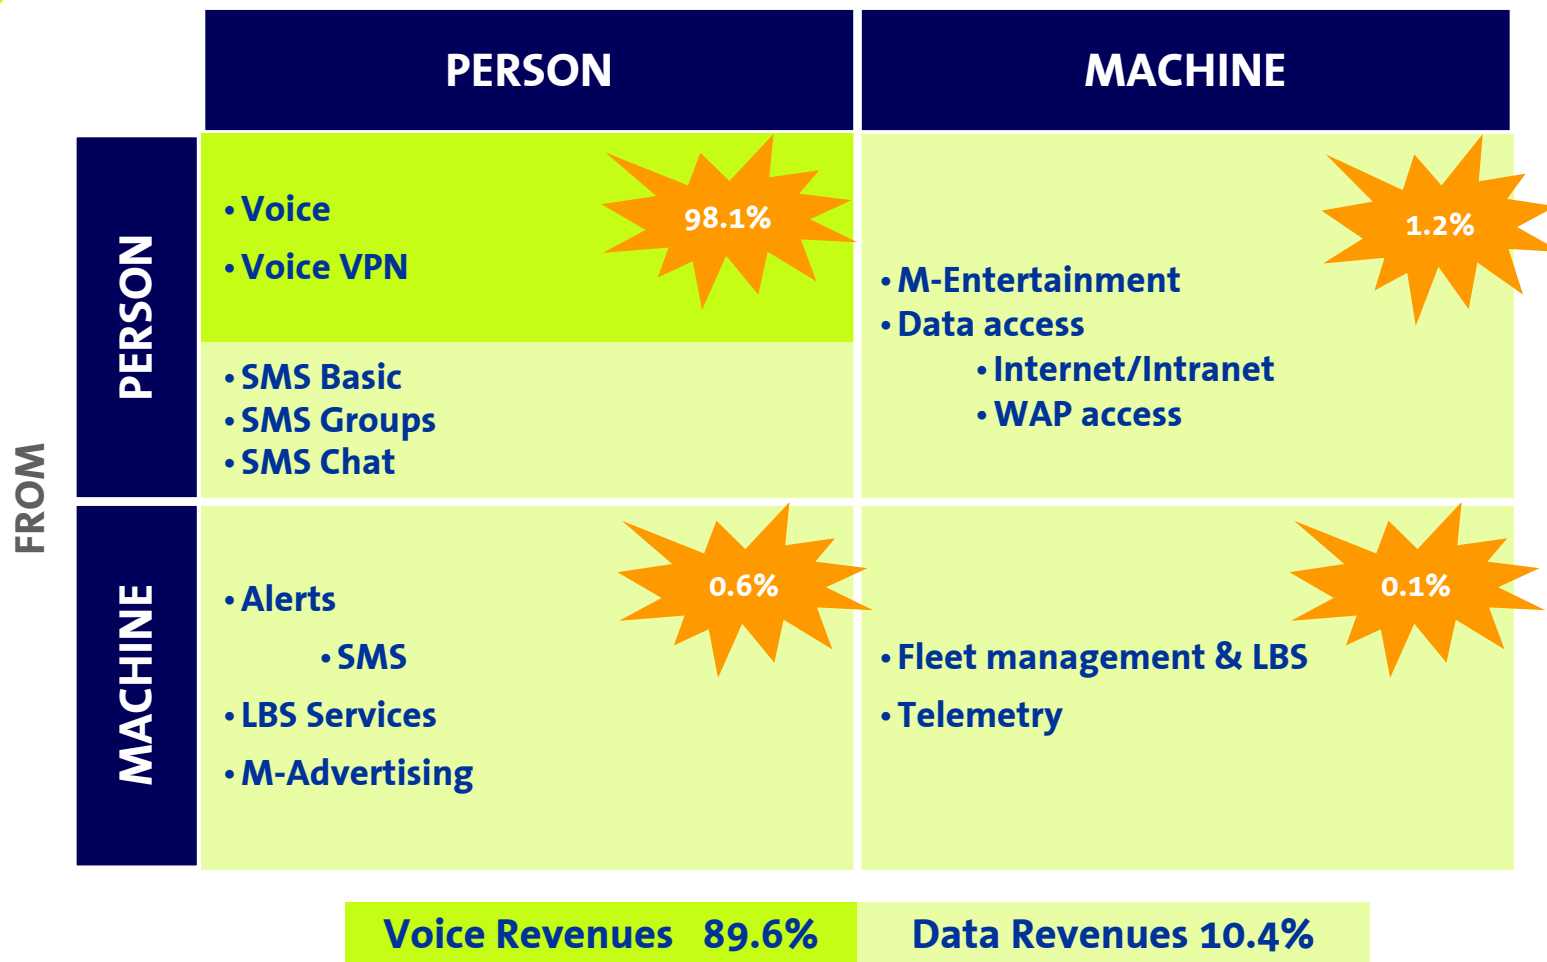 PERSON
MACHINE
FROM
PERSON
• Voice
• Voice VPN
98.1%
• SMS Basic
• SMS Groups
• SMS Chat
1.2%
• M-Entertainment
• Data access
• Internet/Intranet
• WAP access
MACHINE
0.6%
• Alerts
• SMS
• LBS Services
• M-Advertising
0.1%
• Fleet management & LBS
• Telemetry
Voice Revenues 89.6%
Data Revenues 10.4%